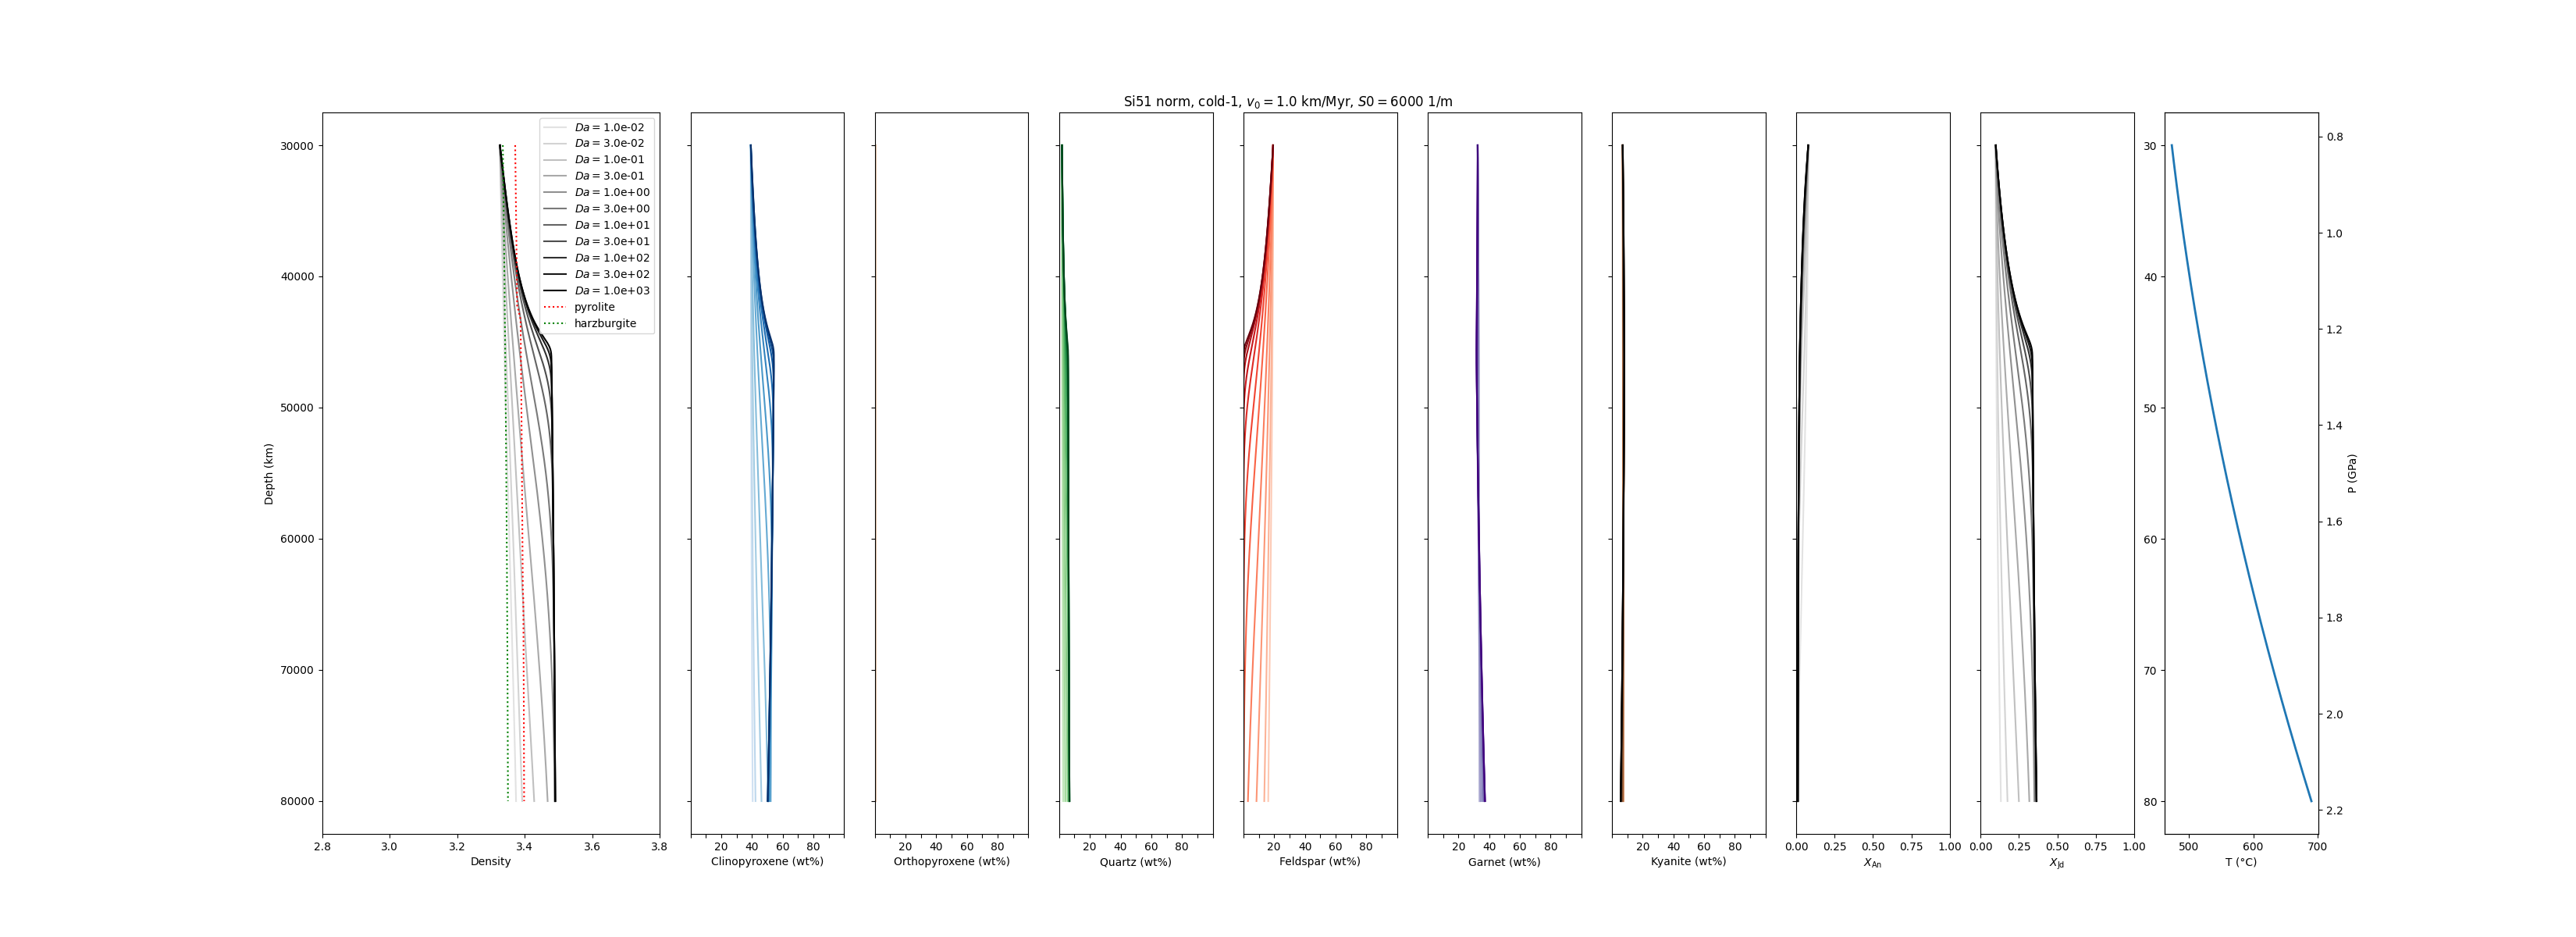 Si51 norm, cold-1, v₀ = 1.0 km/Myr, S0 = 6000 1/m
Da = 1.0e-02
Da = 3.0e-02
Da = 1.0e-01
Da = 3.0e-01
Da = 1.0e+00
Da = 3.0e+00
Da = 1.0e+01
Da = 3.0e+01
Da = 1.0e+02
Da = 3.0e+02
Da = 1.0e+03
pyrolite
harzburgite
30000
40000
50000
60000
70000
80000
Depth (km)
2.8 3.0 3.2 3.4 3.6 3.8
Density
20 40 60 80
Clinopyroxene (wt%)
20 40 60 80
Orthopyroxene (wt%)
20 40 60 80
Quartz (wt%)
20 40 60 80
Feldspar (wt%)
20 40 60 80
Garnet (wt%)
20 40 60 80
Kyanite (wt%)
0.00 0.25 0.50 0.75 1.00
X_An
0.00 0.25 0.50 0.75 1.00
X_Jd
30
40
50
60
70
80
500 600 700
T (°C)
0.8
1.0
1.2
1.4
1.6
1.8
2.0
2.2
P (GPa)